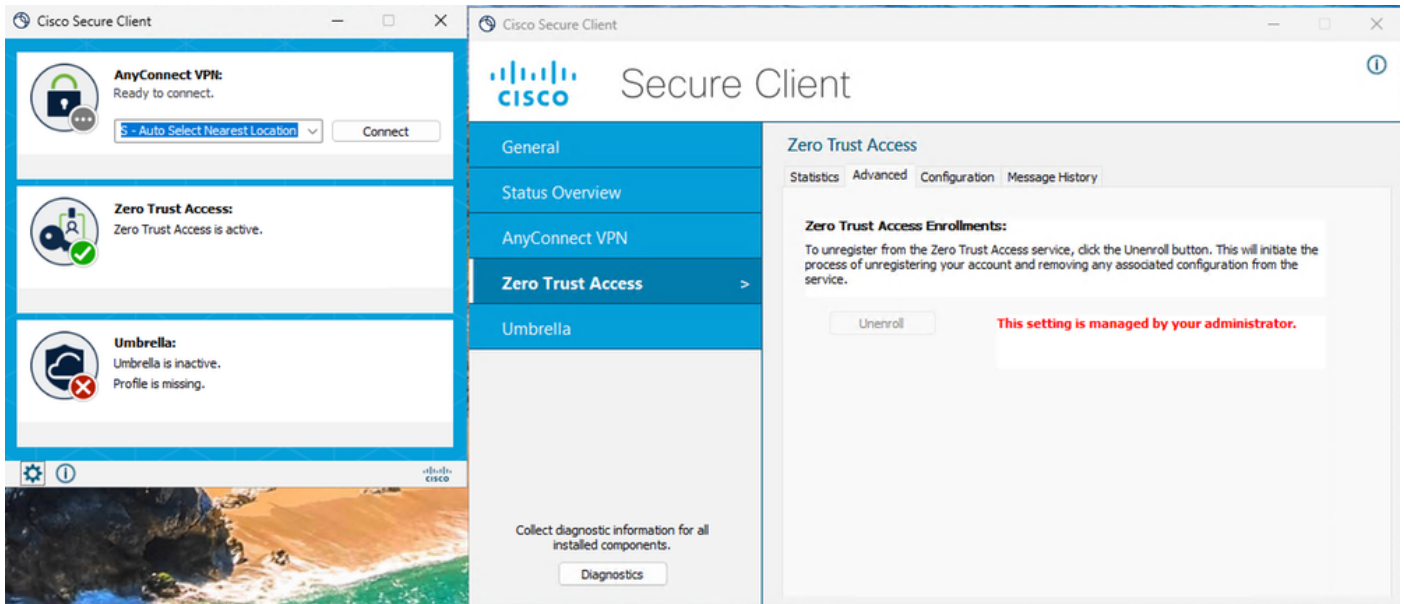 Cisco Secure Client
AnyConnect VPN:
Ready to connect.
S - Auto Select Nearest Location
Connect
Zero Trust Access:
Zero Trust Access is active.
Umbrella:
Umbrella is inactive.
Profile is missing.
CISCO
Cisco Secure Client
CISCO
Secure Client
General
Status Overview
AnyConnect VPN
Zero Trust Access >
Umbrella
Collect diagnostic information for all
installed components.
Diagnostics
Zero Trust Access
Statistics Advanced Configuration Message History
Zero Trust Access Enrollments:
To unregister from the Zero Trust Access service, click the Unenroll button. This will initiate the
process of unregistering your account and removing any associated configuration from the
service.
Unenroll
This setting is managed by your administrator.